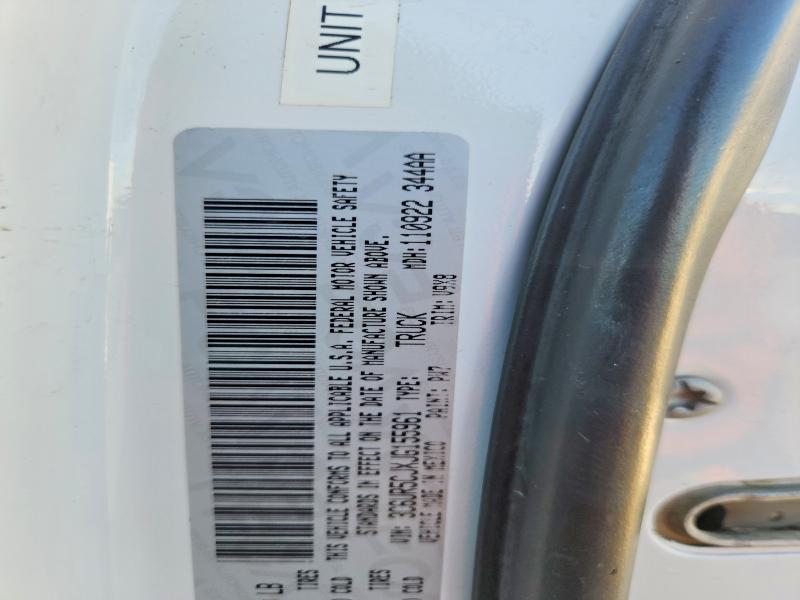 UNIT
LB
TIRES
COLD THIS VEHICLE CONFORMS TO ALL APPLICABLE U.S.A. FEDERAL MOTOR VEHICLE SAFETY
TIRES STANDARDS IN EFFECT ON THE DATE OF MANUFACTURE SHOWN ABOVE.
VIN: 3C6UR5CJXJG155961 TYPE: TRUCK MDH:110922 344AA
COLD VEHICLE MADE IN MEXICO PAINT: PW7 TRIM: V9X8